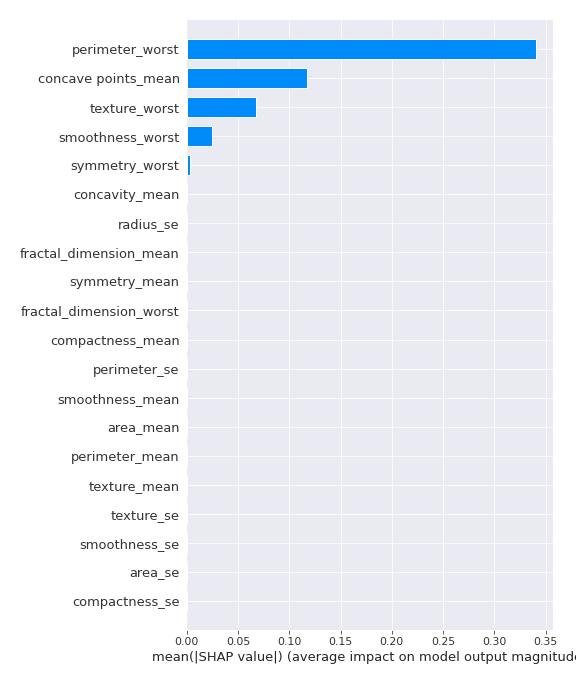 perimeter_worst
concave points_mean
texture_worst
smoothness_worst
symmetry_worst
concavity_mean
radius_se
fractal_dimension_mean
symmetry_mean
fractal_dimension_worst
compactness_mean
perimeter_se
smoothness_mean
area_mean
perimeter_mean
texture_mean
texture_se
smoothness_se
area_se
compactness_se
0.00 0.05 0.10 0.15 0.20 0.25 0.30 0.35
mean(|SHAP value|) (average impact on model output magnitude